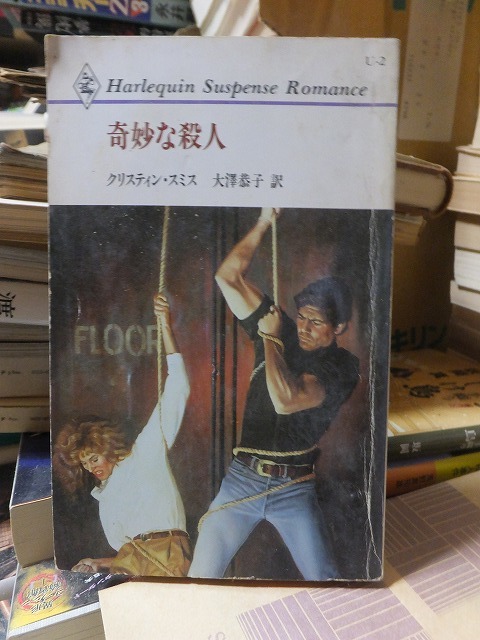 U-2
Harlequin Suspense Romance
奇妙な殺人
クリスティン・スミス 大澤恭子 訳
FLOOR
キリン